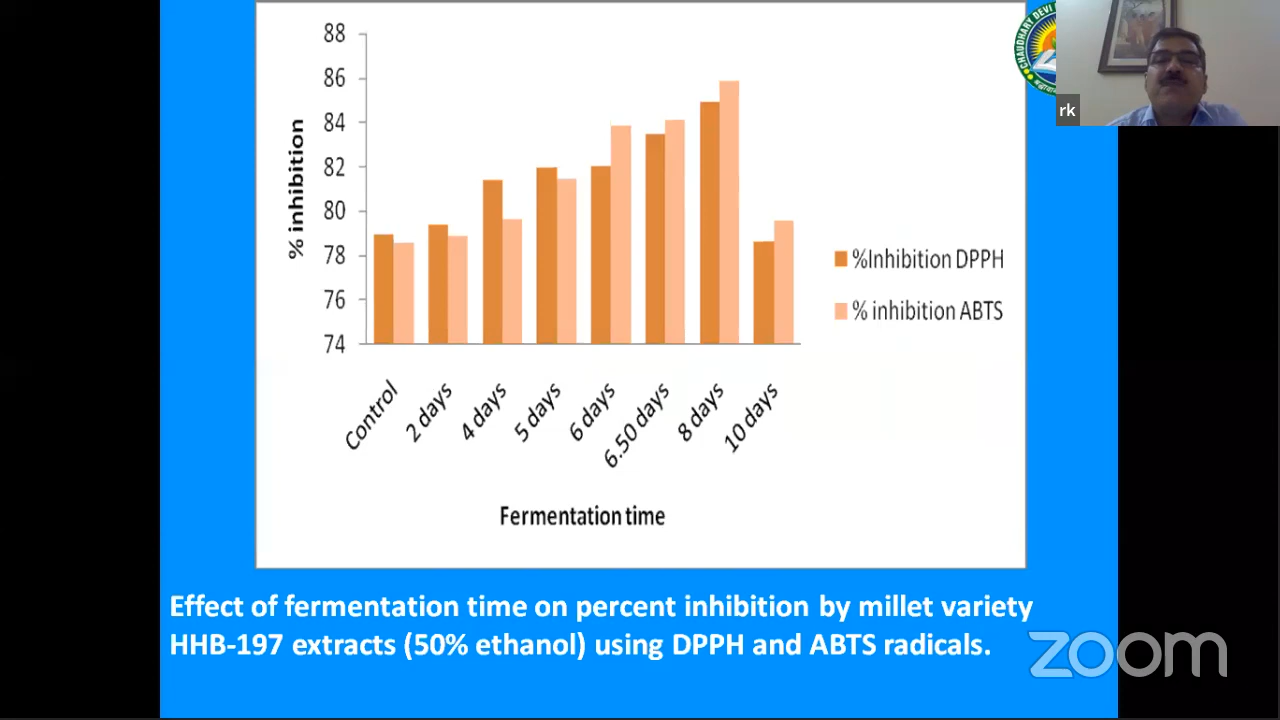 88
86
84
82
80
78
76
74
% inhibition
%Inhibition DPPH
% inhibition ABTS
Control
2 days
4 days
5 days
6 days
6.50 days
8 days
10 days
Fermentation time
Effect of fermentation time on percent inhibition by millet variety
HHB-197 extracts (50% ethanol) using DPPH and ABTS radicals.
CHAUDHARY DEVI
rk
zoom